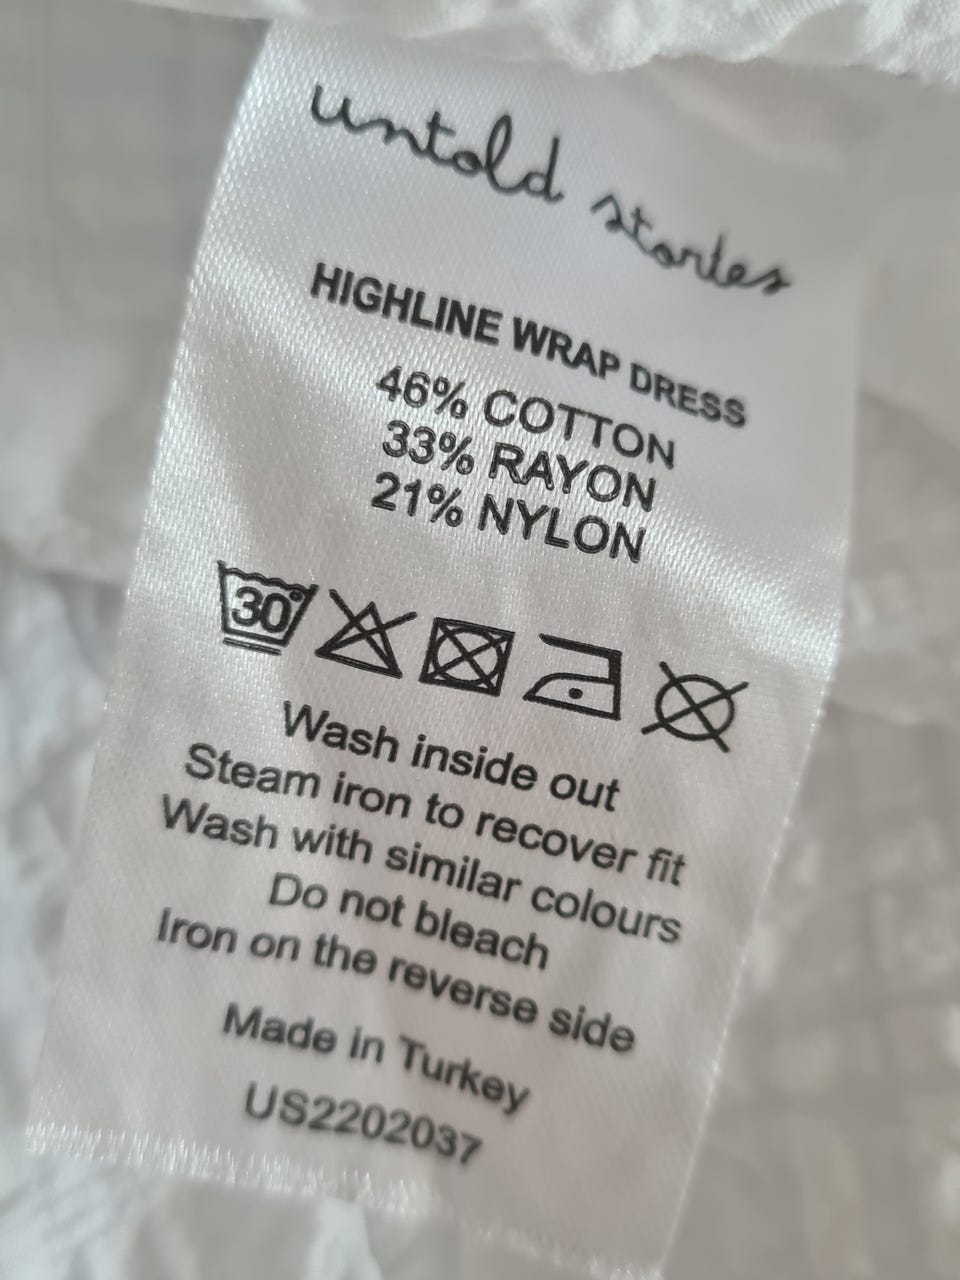 untold stories
HIGHLINE WRAP DRESS
46% COTTON
33% RAYON
21% NYLON
30°
Wash inside out
Steam iron to recover fit
Wash with similar colours
Do not bleach
Iron on the reverse side
Made in Turkey
US2202037